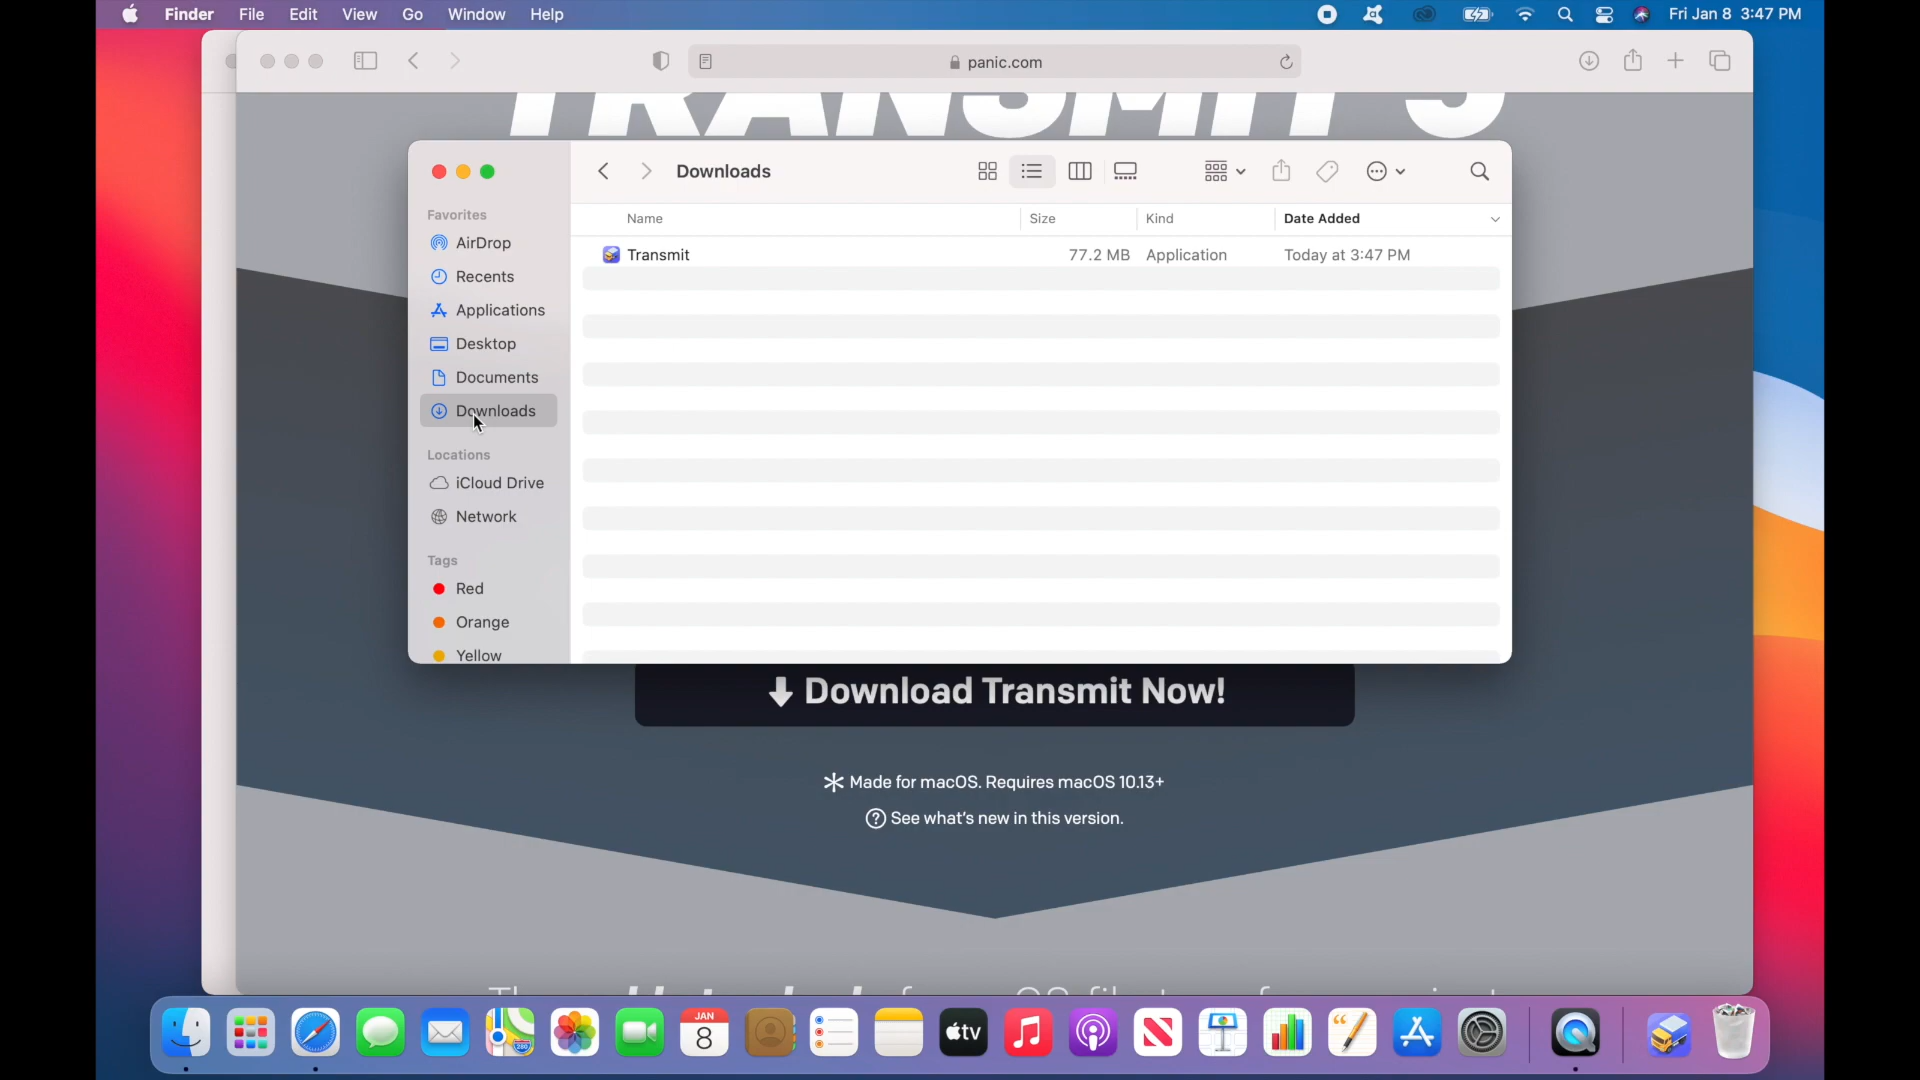 Finder File Edit View Go Window Help Fri Jan 8 3:47 PM
panic.com
TRANSMIT 5
Downloads
Favorites
AirDrop
Recents
Applications
Desktop
Documents
Downloads
Locations
iCloud Drive
Network
Tags
Red
Orange
Yellow
Name Size Kind Date Added
Transmit 77.2 MB Application Today at 3:47 PM
Download Transmit Now!
Made for macOS. Requires macOS 10.13+
? See what's new in this version.
JAN
8
tv